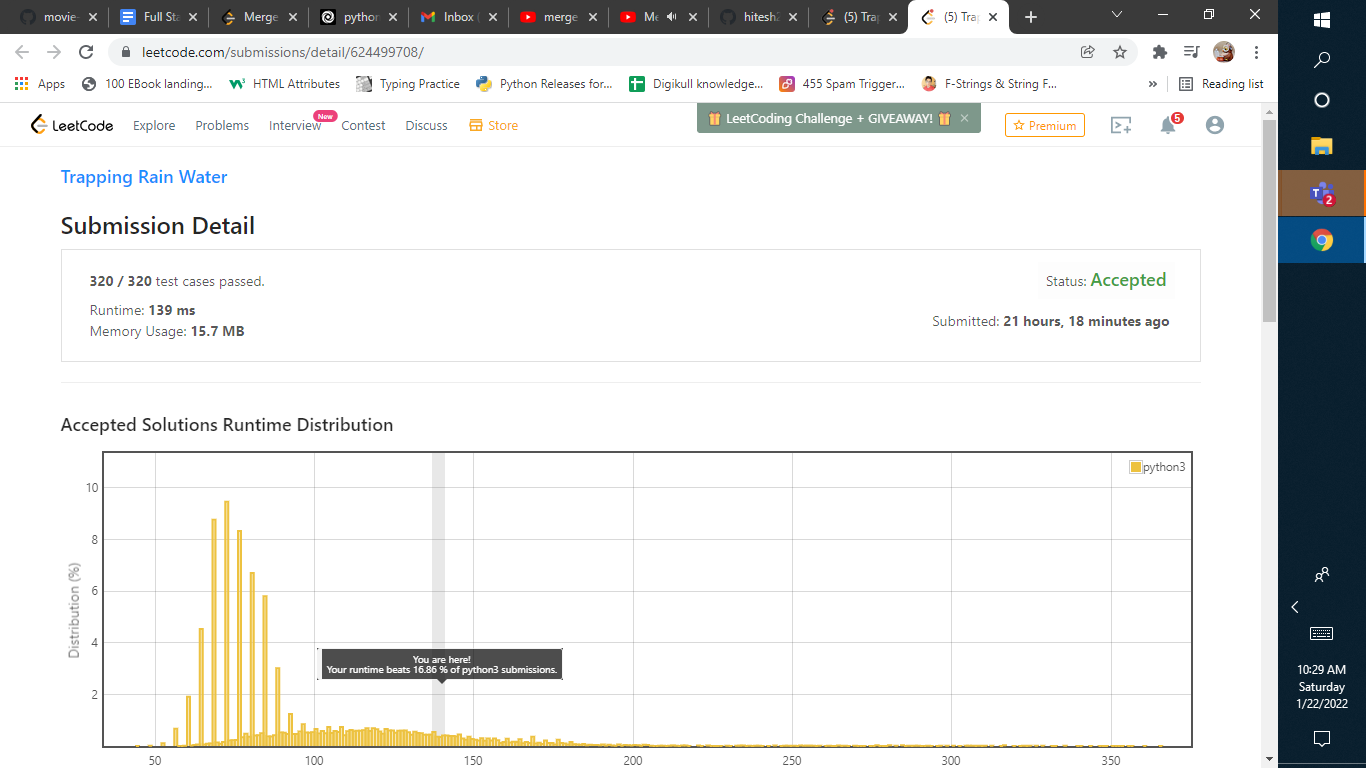 movie-
Full Sta
Merge
python
Inbox (
merge
Me
hiteshZ
(5) Trap
(5) Trap
leetcode.com/submissions/detail/624499708/
Apps
100 EBook landing...
HTML Attributes
Typing Practice
Python Releases for...
Digikull knowledge...
455 Spam Trigger...
F-Strings & String F...
»
Reading list
LeetCode
Explore
Problems
Interview
New
Contest
Discuss
Store
LeetCoding Challenge + GIVEAWAY!
Premium
5
Trapping Rain Water
Submission Detail
320 / 320 test cases passed.
Status: Accepted
Runtime: 139 ms
Memory Usage: 15.7 MB
Submitted: 21 hours, 18 minutes ago
Accepted Solutions Runtime Distribution
python3
10
8
6
4
2
Distribution (%)
You are here!
Your runtime beats 16.86 % of python3 submissions.
50
100
150
200
250
300
350
T
2
10:29 AM
Saturday
1/22/2022